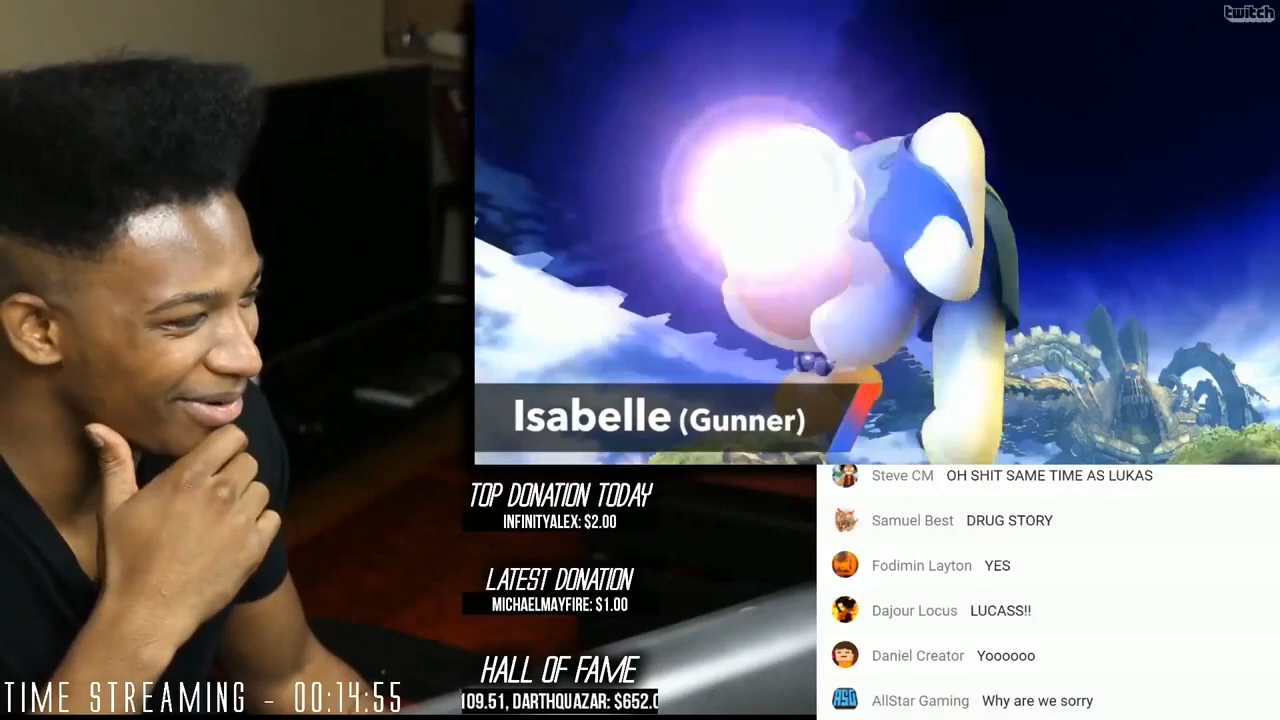 twitch
Isabelle (Gunner)
Steve CM OH SHIT SAME TIME AS LUKAS
Samuel Best DRUG STORY
Fodimin Layton YES
Dajour Locus LUCASS!!
Daniel Creator Yoooooo
ASG AllStar Gaming Why are we sorry
TOP DONATION TODAY
INFINITYALEX: $2.00
LATEST DONATION
MICHAELMAYFIRE: $1.00
HALL OF FAME
109.51, DARTHQUAZAR: $652.0
TIME STREAMING - 00:14:55